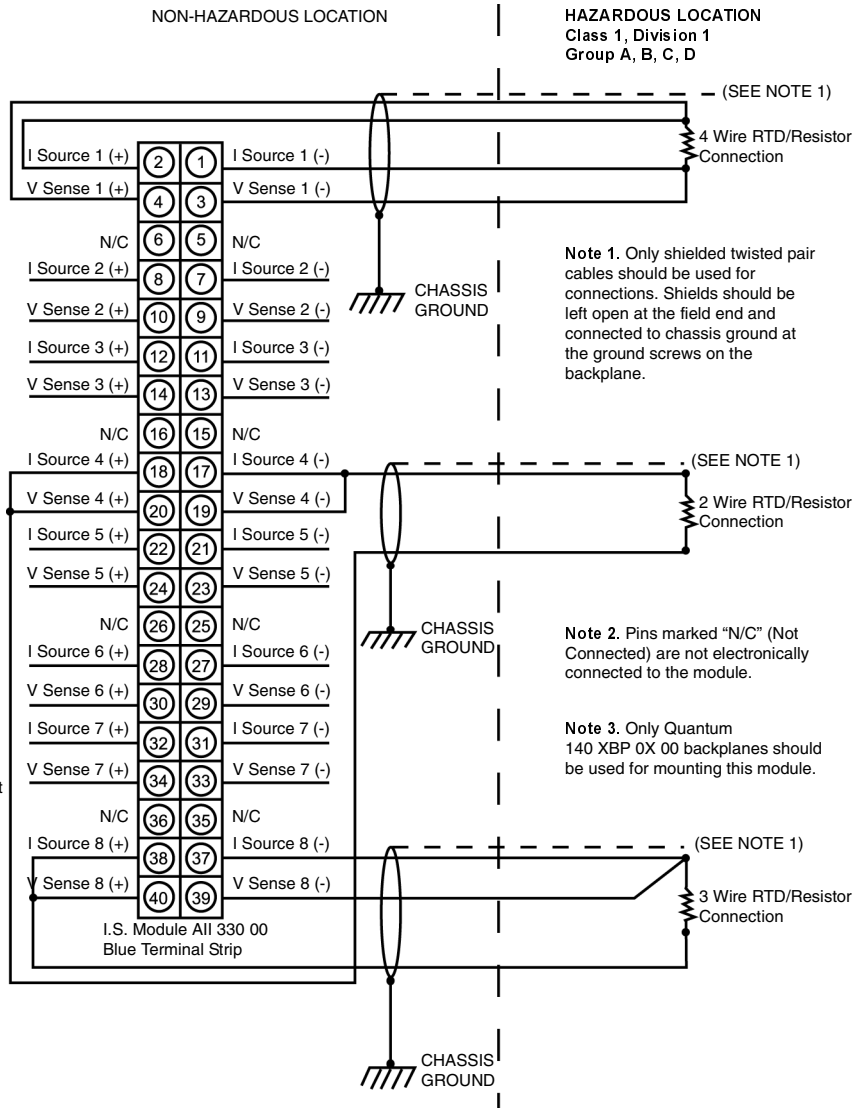 NON-HAZARDOUS LOCATION
HAZARDOUS LOCATION
Class 1, Division 1
Group A, B, C, D
(SEE NOTE 1)
4 Wire RTD/Resistor
Connection
I Source 1 (+) 2 1 I Source 1 (-)
V Sense 1 (+) 4 3 V Sense 1 (-)
N/C 6 5 N/C
I Source 2 (+) 8 7 I Source 2 (-)
V Sense 2 (+) 10 9 V Sense 2 (-)
I Source 3 (+) 12 11 I Source 3 (-)
V Sense 3 (+) 14 13 V Sense 3 (-)
N/C 16 15 N/C
I Source 4 (+) 18 17 I Source 4 (-)
V Sense 4 (+) 20 19 V Sense 4 (-)
I Source 5 (+) 22 21 I Source 5 (-)
V Sense 5 (+) 24 23 V Sense 5 (-)
N/C 26 25 N/C
I Source 6 (+) 28 27 I Source 6 (-)
V Sense 6 (+) 30 29 V Sense 6 (-)
I Source 7 (+) 32 31 I Source 7 (-)
V Sense 7 (+) 34 33 V Sense 7 (-)
t
N/C 36 35 N/C
I Source 8 (+) 38 37 I Source 8 (-)
V Sense 8 (+) 40 39 V Sense 8 (-)
I.S. Module AII 330 00
Blue Terminal Strip
CHASSIS
GROUND
Note 1. Only shielded twisted pair
cables should be used for
connections. Shields should be
left open at the field end and
connected to chassis ground at
the ground screws on the
backplane.
(SEE NOTE 1)
2 Wire RTD/Resistor
Connection
CHASSIS
GROUND
Note 2. Pins marked “N/C” (Not
Connected) are not electronically
connected to the module.
Note 3. Only Quantum
140 XBP 0X 00 backplanes should
be used for mounting this module.
(SEE NOTE 1)
3 Wire RTD/Resistor
Connection
CHASSIS
GROUND